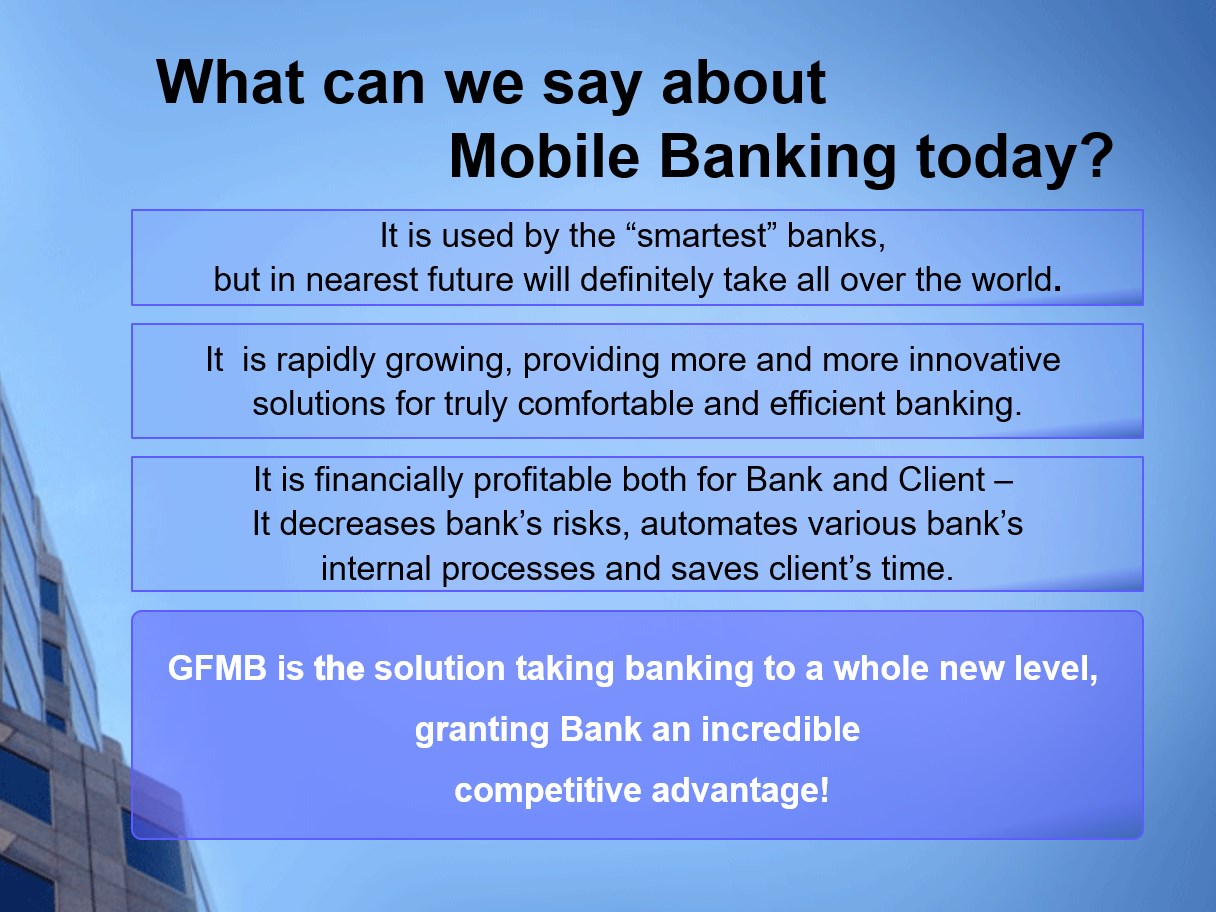 What can we say about
Mobile Banking today?
It is used by the “smartest” banks,
but in nearest future will definitely take all over the world.
It  is rapidly growing, providing more and more innovative
solutions for truly comfortable and efficient banking.
It is financially profitable both for Bank and Client –
It decreases bank’s risks, automates various bank’s
internal processes and saves client’s time.
GFMB is the solution taking banking to a whole new level,
granting Bank an incredible
competitive advantage!